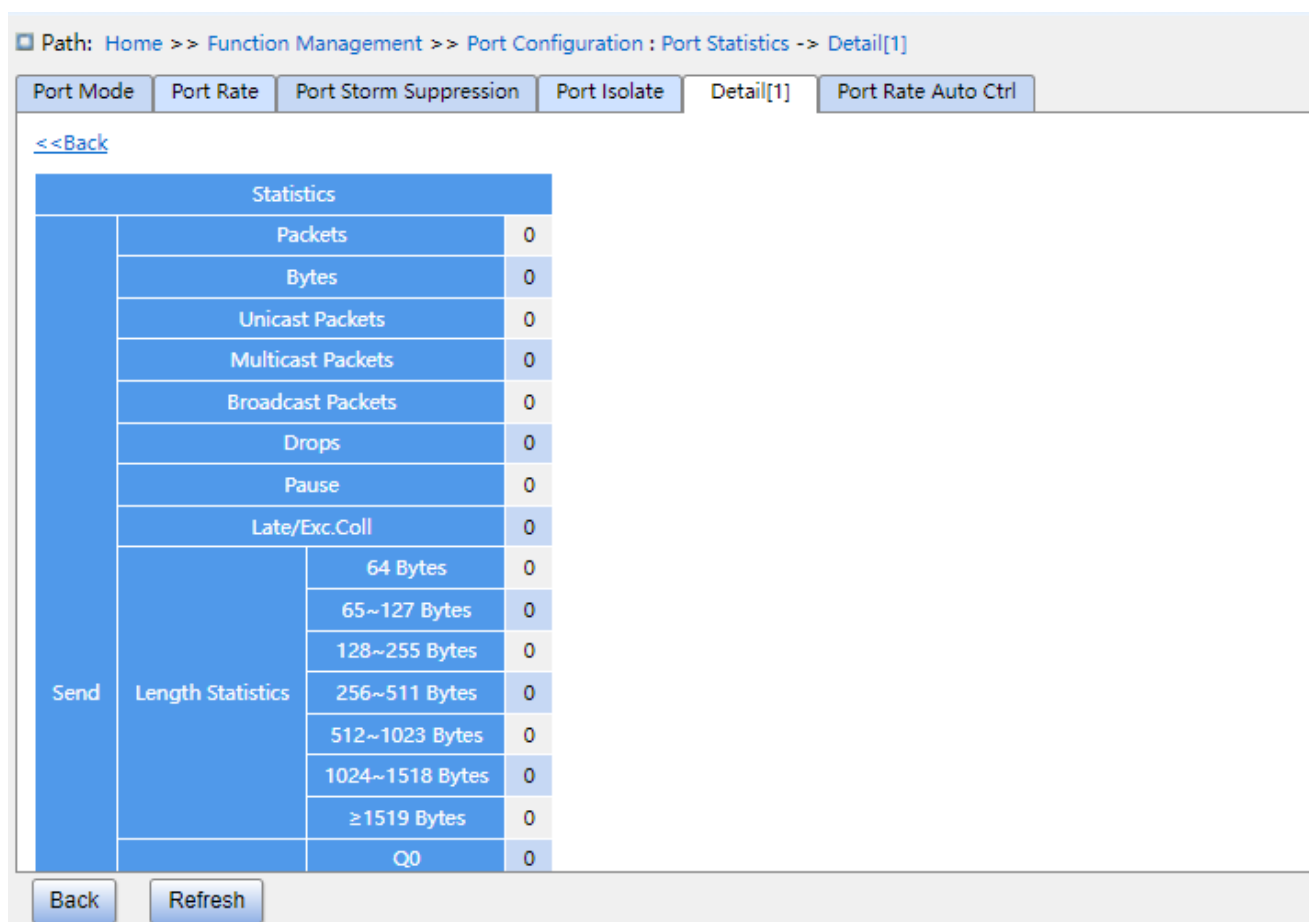 Path: Home >> Function Management >> Port Configuration : Port Statistics -> Detail[1]
Port Mode Port Rate Port Storm Suppression Port Isolate Detail[1] Port Rate Auto Ctrl
<<Back
Statistics
Packets 0
Bytes 0
Unicast Packets 0
Multicast Packets 0
Broadcast Packets 0
Drops 0
Pause 0
Late/Exc.Coll 0
64 Bytes 0
65~127 Bytes 0
128~255 Bytes 0
Send Length Statistics 256~511 Bytes 0
512~1023 Bytes 0
1024~1518 Bytes 0
≥1519 Bytes 0
Q0 0
Back Refresh